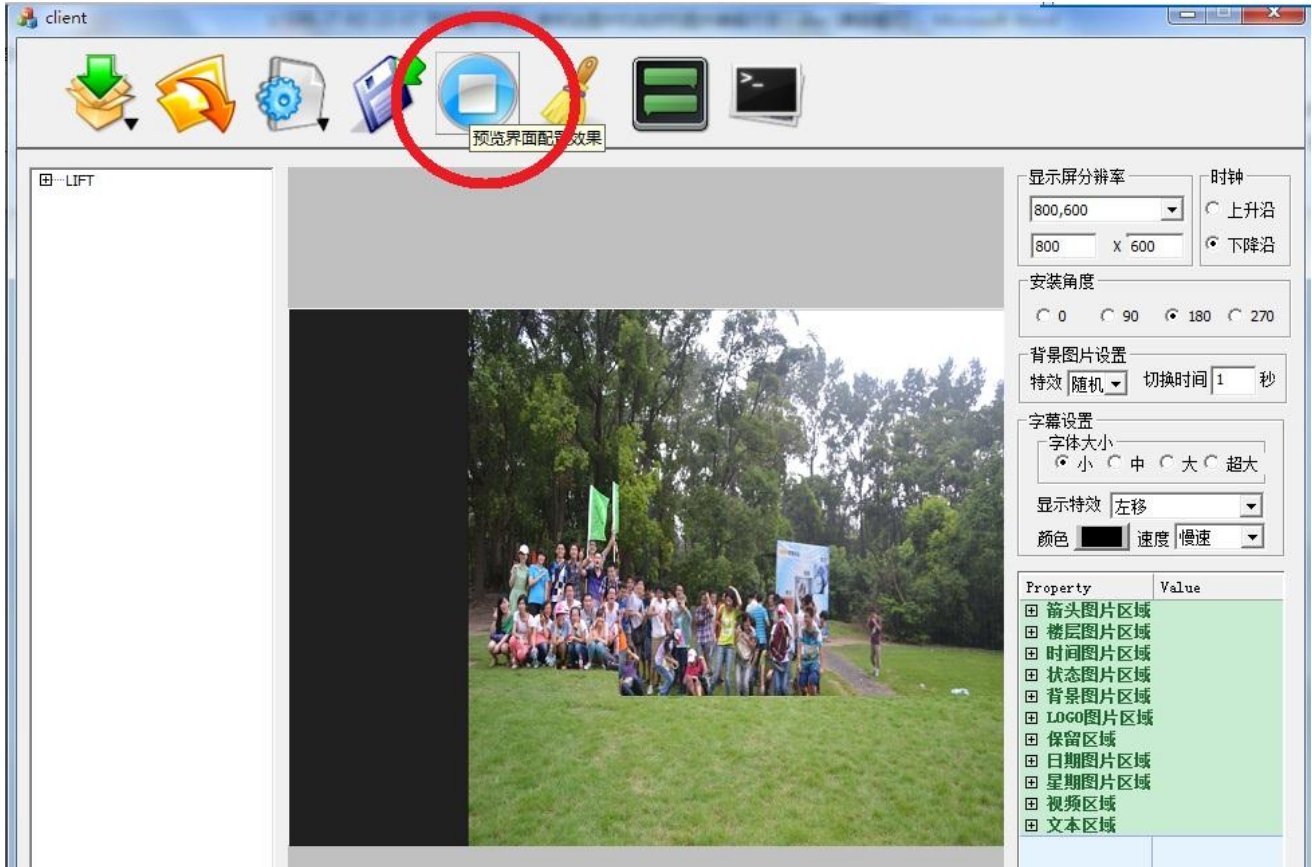 client
预览界面配置效果
LIFT
显示屏分辨率
时钟
800,600
上升沿
800 X 600
下降沿
安装角度
0 90 180 270
背景图片设置
特效 随机 切换时间 1 秒
字幕设置
字体大小
小 中 大 超大
显示特效 左移
颜色 速度 慢速
Property Value
箭头图片区域
楼层图片区域
时间图片区域
状态图片区域
背景图片区域
LOGO图片区域
保留区域
日期图片区域
星期图片区域
视频区域
文本区域